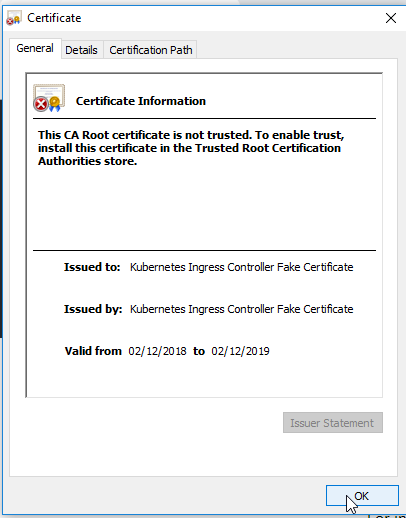 Certificate
General Details Certification Path
Certificate Information
This CA Root certificate is not trusted. To enable trust,
install this certificate in the Trusted Root Certification
Authorities store.
Issued to: Kubernetes Ingress Controller Fake Certificate
Issued by: Kubernetes Ingress Controller Fake Certificate
Valid from 02/12/2018 to 02/12/2019
Issuer Statement
OK